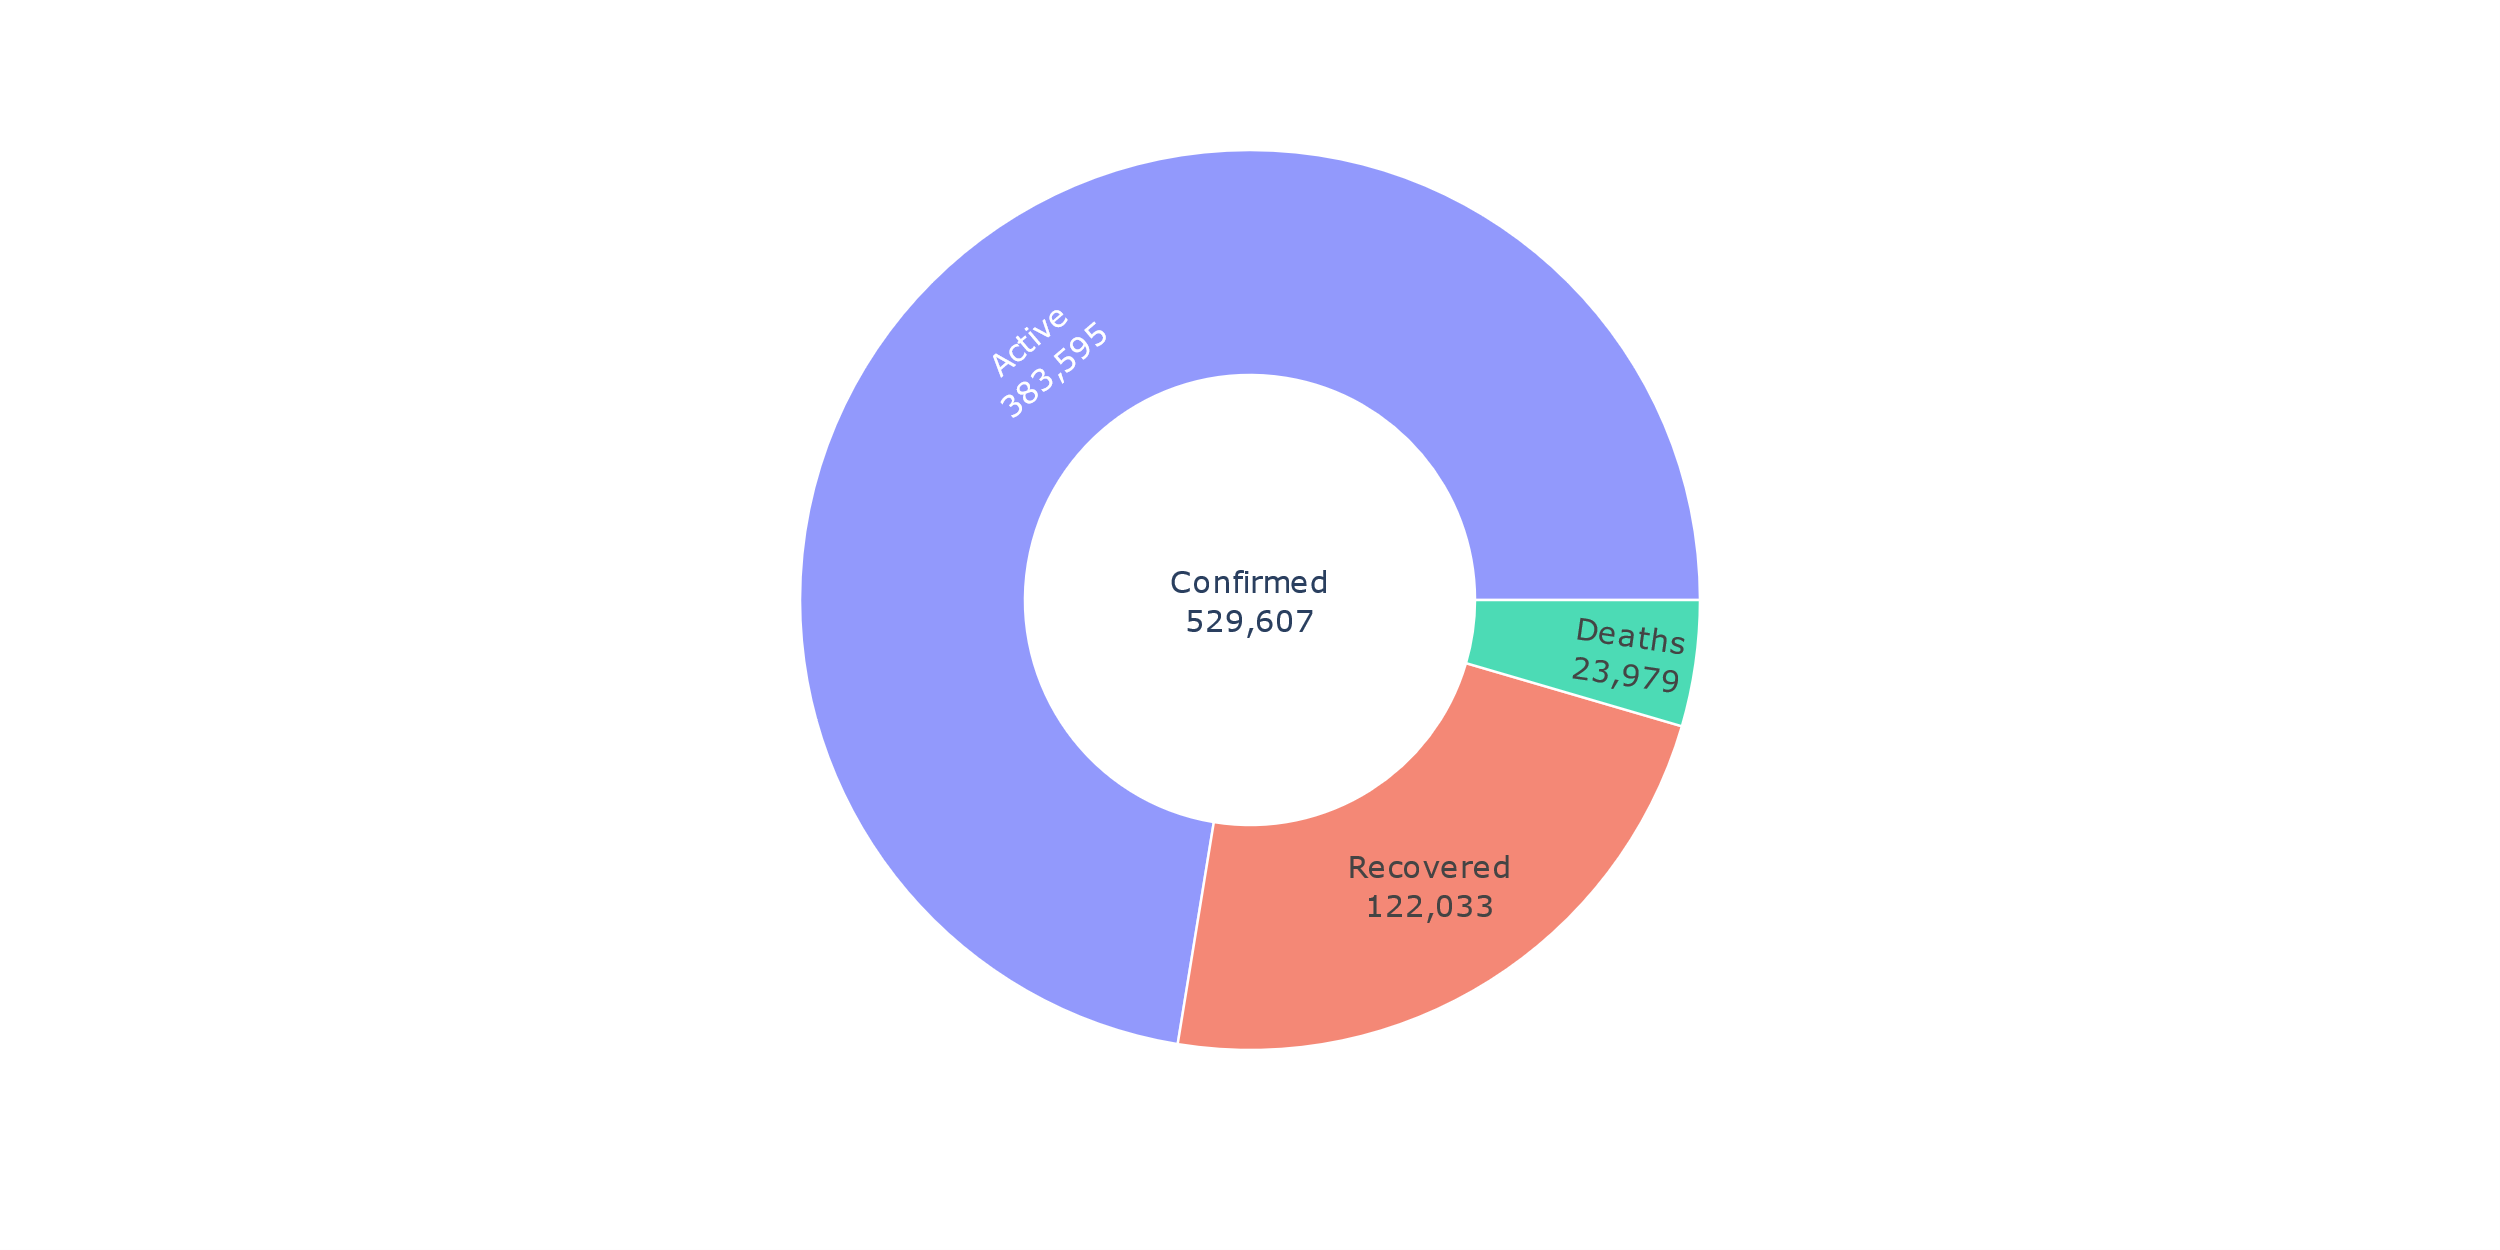 Active
383,595
Confirmed
529,607
Deaths
23,979
Recovered
122,033